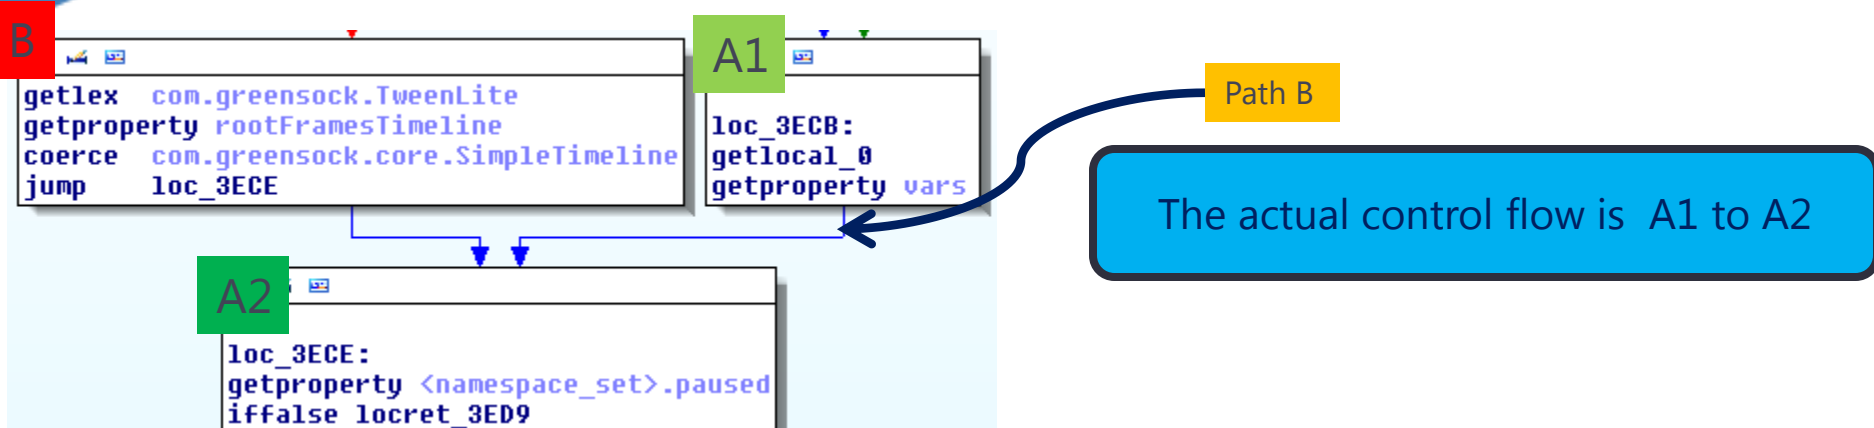 B
getlex com.greensock.TweenLite
getproperty rootFramesTimeline
coerce com.greensock.core.SimpleTimeline
jump loc_3ECE
A1
loc_3ECB:
getlocal_0
getproperty vars
Path B
The actual control flow is A1 to A2
A2
loc_3ECE:
getproperty <namespace_set>.paused
iffalse locret_3ED9